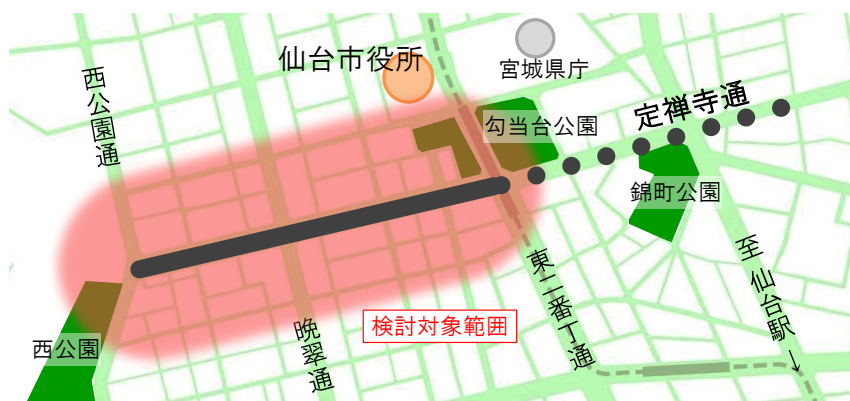 仙台市役所
宮城県庁
西公園通
定禅寺通
勾当台公園
錦町公園
至 仙台駅→
東二番丁通
検討対象範囲
晩翠通
西公園